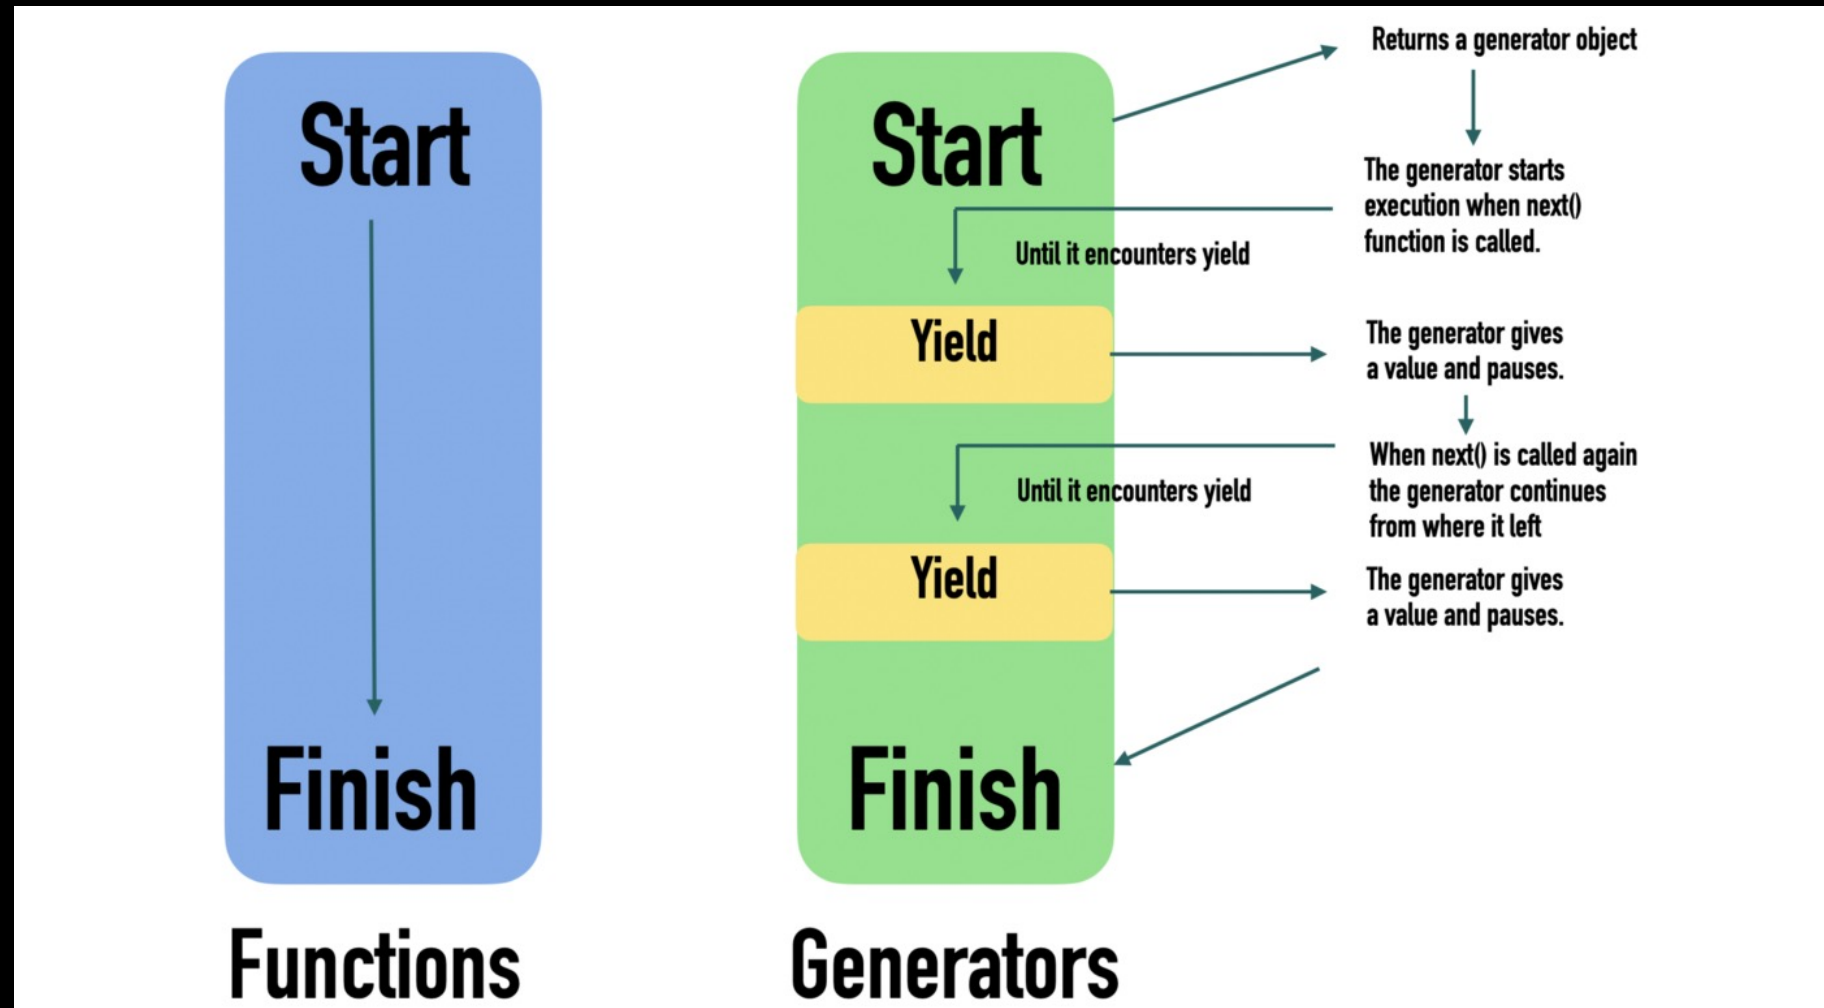 Start
Finish
Functions
Start
Until it encounters yield
Yield
Until it encounters yield
Yield
Finish
Generators
Returns a generator object
The generator starts
execution when next()
function is called.
The generator gives
a value and pauses.
When next() is called again
the generator continues
from where it left
The generator gives
a value and pauses.